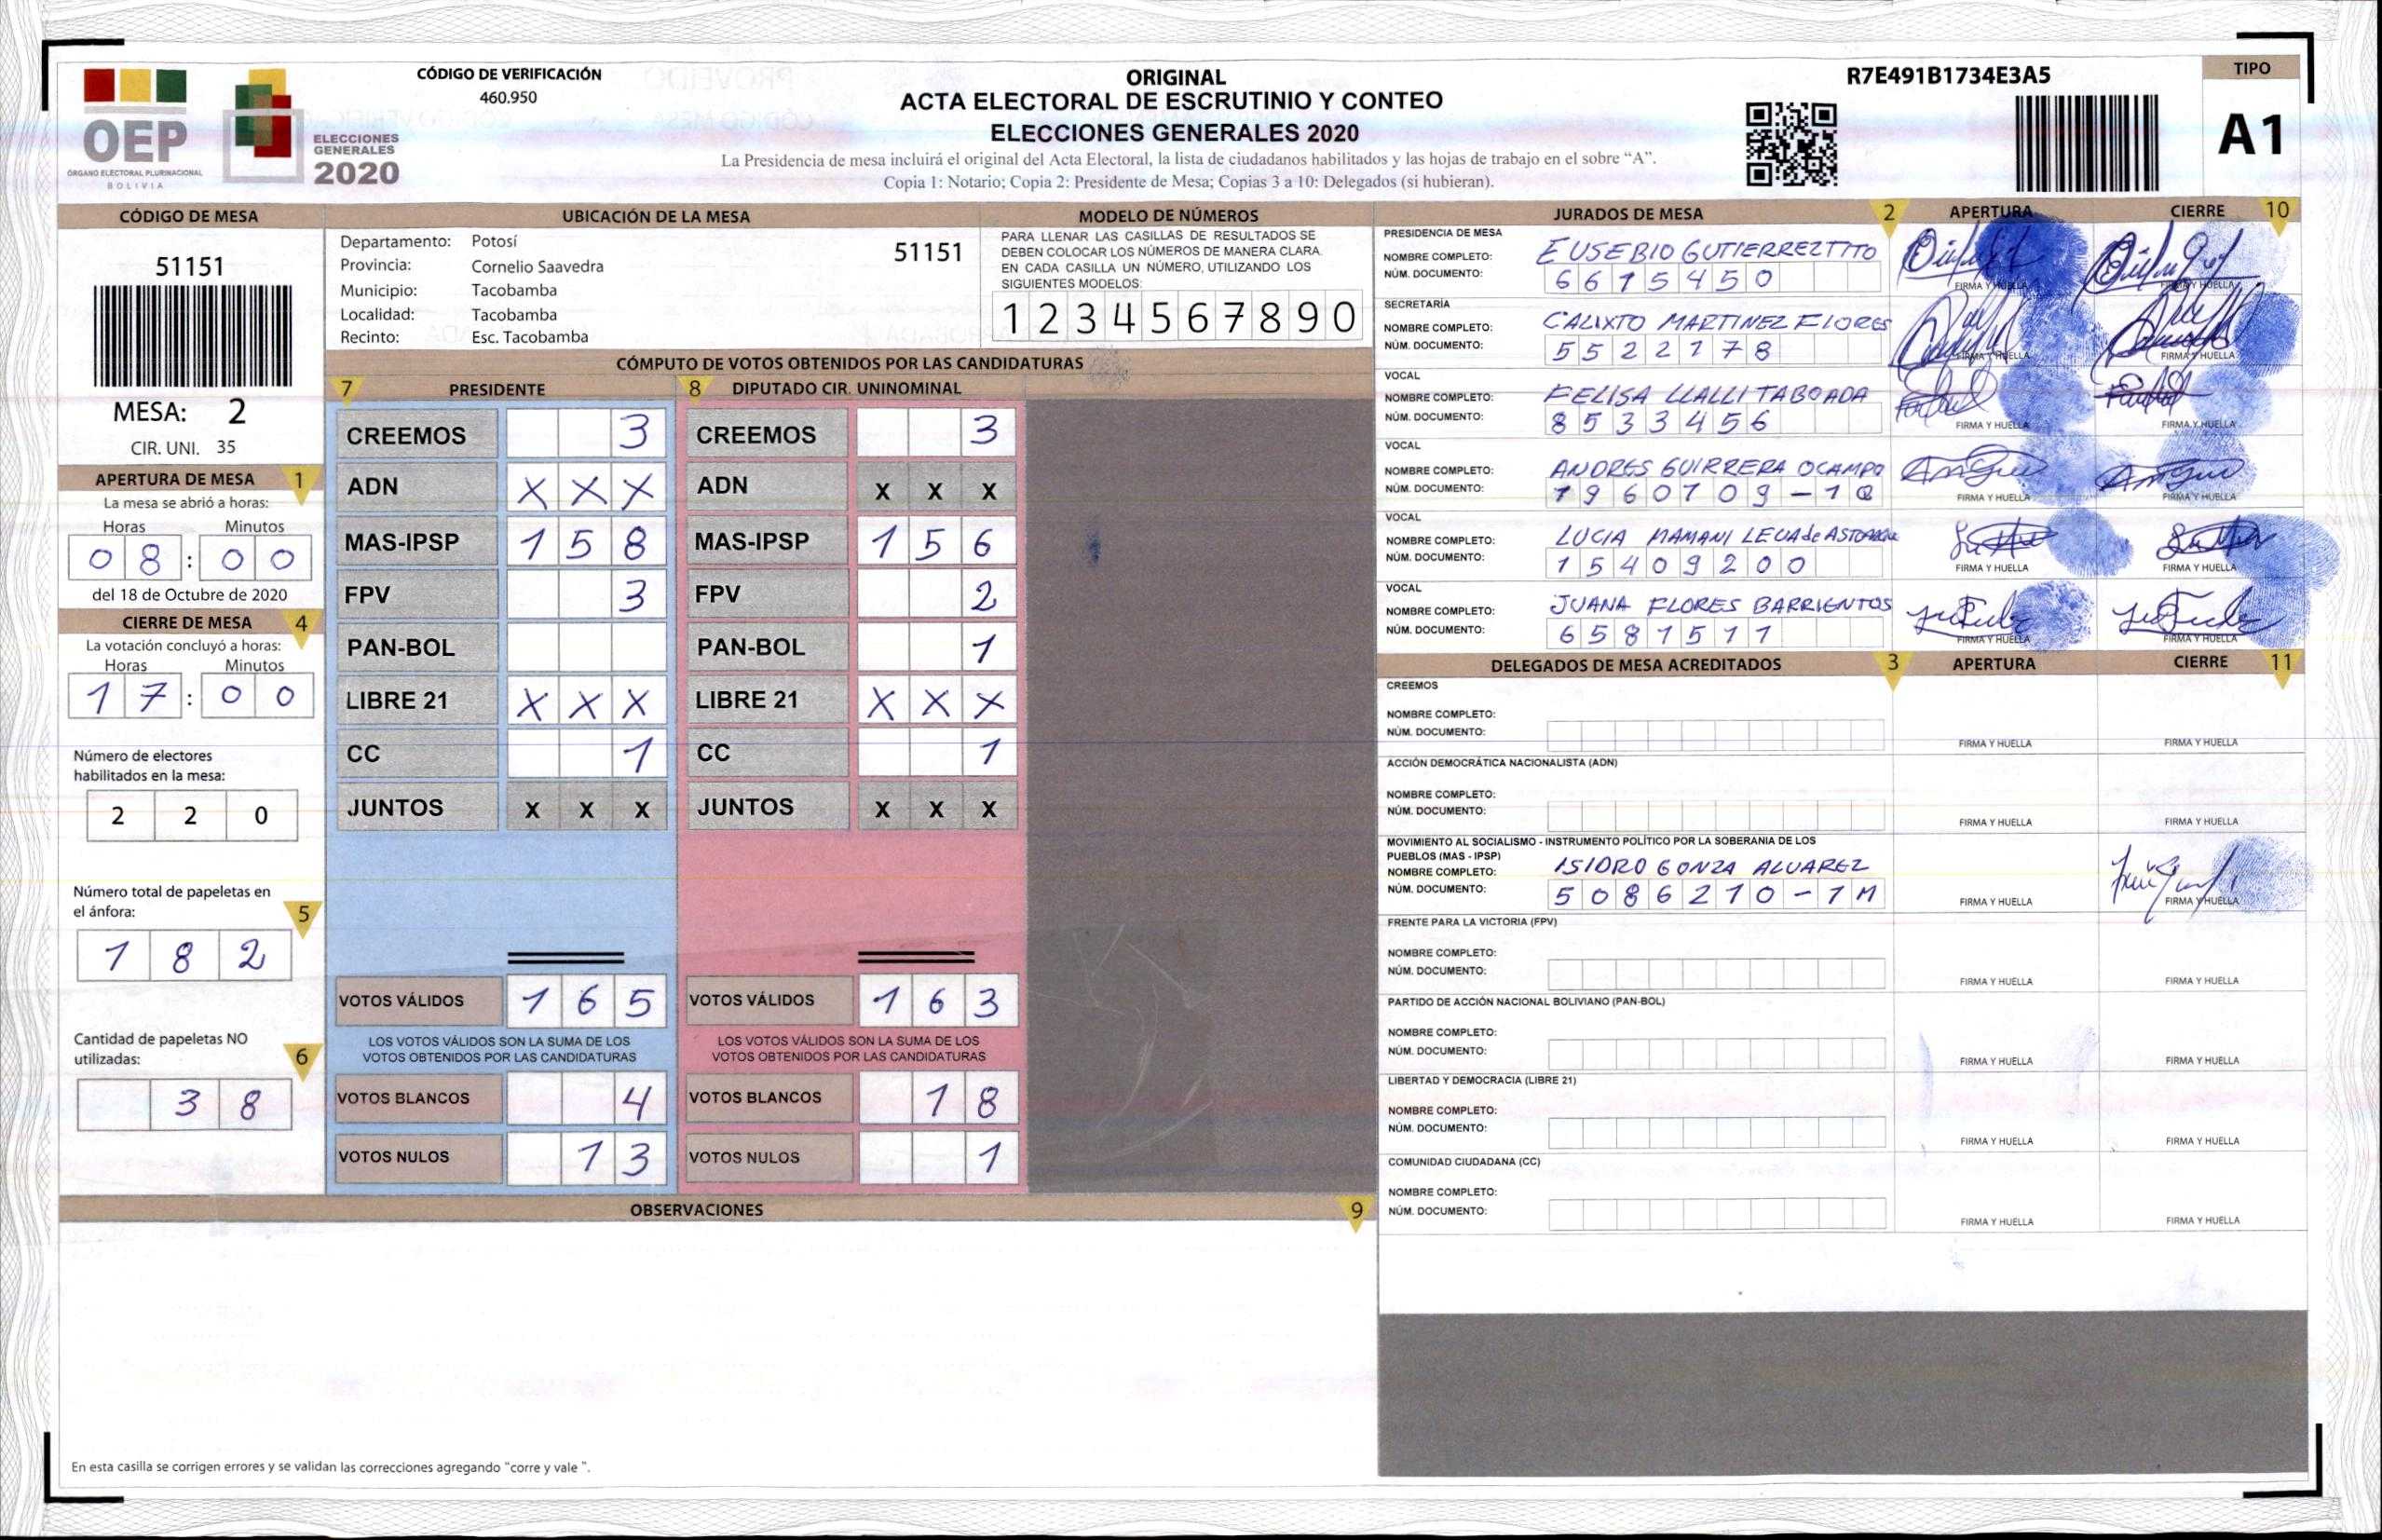 OEP
ÓRGANO ELECTORAL PLURINACIONAL
BOLIVIA
ELECCIONES
GENERALES
2020
CÓDIGO DE VERIFICACIÓN
460.950
ORIGINAL
ACTA ELECTORAL DE ESCRUTINIO Y CONTEO
ELECCIONES GENERALES 2020
La Presidencia de mesa incluirá el original del Acta Electoral, la lista de ciudadanos habilitados y las hojas de trabajo en el sobre “A”.
Copia 1: Notario; Copia 2: Presidente de Mesa; Copias 3 a 10: Delegados (si hubieran).
R7E491B1734E3A5
TIPO
A1
CÓDIGO DE MESA
51151
MESA: 2
CIR. UNI. 35
APERTURA DE MESA 1
La mesa se abrió a horas:
Horas Minutos
08:00
del 18 de Octubre de 2020
CIERRE DE MESA 4
La votación concluyó a horas:
Horas Minutos
17:00
Número de electores
habilitados en la mesa:
2 2 0
Número total de papeletas en
el ánfora: 5
1 8 2
Cantidad de papeletas NO
utilizadas: 6
3 8
UBICACIÓN DE LA MESA
Departamento: Potosí 51151
Provincia: Cornelio Saavedra
Municipio: Tacobamba
Localidad: Tacobamba
Recinto: Esc. Tacobamba
MODELO DE NÚMEROS
PARA LLENAR LAS CASILLAS DE RESULTADOS SE
DEBEN COLOCAR LOS NÚMEROS DE MANERA CLARA.
EN CADA CASILLA UN NÚMERO, UTILIZANDO LOS
SIGUIENTES MODELOS:
1 2 3 4 5 6 7 8 9 0
CÓMPUTO DE VOTOS OBTENIDOS POR LAS CANDIDATURAS
7 PRESIDENTE 8 DIPUTADO CIR. UNINOMINAL
CREEMOS 3 CREEMOS 3
ADN X X X ADN X X X
MAS-IPSP 1 5 8 MAS-IPSP 1 5 6
FPV 3 FPV 2
PAN-BOL PAN-BOL 1
LIBRE 21 X X X LIBRE 21 X X X
CC 1 CC 1
JUNTOS X X X JUNTOS X X X
VOTOS VÁLIDOS 1 6 5 VOTOS VÁLIDOS 1 6 3
LOS VOTOS VÁLIDOS SON LA SUMA DE LOS LOS VOTOS VÁLIDOS SON LA SUMA DE LOS
VOTOS OBTENIDOS POR LAS CANDIDATURAS VOTOS OBTENIDOS POR LAS CANDIDATURAS
VOTOS BLANCOS 4 VOTOS BLANCOS 1 8
VOTOS NULOS 1 3 VOTOS NULOS 1
OBSERVACIONES 9
En esta casilla se corrigen errores y se validan las correcciones agregando "corre y vale ".
JURADOS DE MESA 2 APERTURA CIERRE 10
PRESIDENCIA DE MESA
NOMBRE COMPLETO: EUSEBIO GUTIERREZ TITO
NÚM. DOCUMENTO: 6615450
FIRMA Y HUELLA FIRMA Y HUELLA
SECRETARÍA
NOMBRE COMPLETO: CALIXTO MARTINEZ FLORES
NÚM. DOCUMENTO: 5522178
FIRMA Y HUELLA FIRMA Y HUELLA
VOCAL
NOMBRE COMPLETO: FELISA LLALLI TABOADA
NÚM. DOCUMENTO: 8533456
FIRMA Y HUELLA FIRMA Y HUELLA
VOCAL
NOMBRE COMPLETO: ANDRES GUIRRERA OCAMPO
NÚM. DOCUMENTO: 1960709-1Q
FIRMA Y HUELLA FIRMA Y HUELLA
VOCAL
NOMBRE COMPLETO: LUCIA MAMANI
NÚM. DOCUMENTO: 15409200
FIRMA Y HUELLA FIRMA Y HUELLA
VOCAL
NOMBRE COMPLETO: JUANA FLORES BARRIENTOS
NÚM. DOCUMENTO: 6581511
FIRMA Y HUELLA FIRMA Y HUELLA
DELEGADOS DE MESA ACREDITADOS 3 APERTURA CIERRE 11
CREEMOS
NOMBRE COMPLETO:
NÚM. DOCUMENTO:
FIRMA Y HUELLA FIRMA Y HUELLA
ACCIÓN DEMOCRÁTICA NACIONALISTA (ADN)
NOMBRE COMPLETO:
NÚM. DOCUMENTO:
FIRMA Y HUELLA FIRMA Y HUELLA
MOVIMIENTO AL SOCIALISMO - INSTRUMENTO POLÍTICO POR LA SOBERANIA DE LOS
PUEBLOS (MAS - IPSP)
NOMBRE COMPLETO: ISIDRO GONZA ALVAREZ
NÚM. DOCUMENTO: 5086210-1M
FIRMA Y HUELLA FIRMA Y HUELLA
FRENTE PARA LA VICTORIA (FPV)
NOMBRE COMPLETO:
NÚM. DOCUMENTO:
FIRMA Y HUELLA FIRMA Y HUELLA
PARTIDO DE ACCIÓN NACIONAL BOLIVIANO (PAN-BOL)
NOMBRE COMPLETO:
NÚM. DOCUMENTO:
FIRMA Y HUELLA FIRMA Y HUELLA
LIBERTAD Y DEMOCRACIA (LIBRE 21)
NOMBRE COMPLETO:
NÚM. DOCUMENTO:
FIRMA Y HUELLA FIRMA Y HUELLA
COMUNIDAD CIUDADANA (CC)
NOMBRE COMPLETO:
NÚM. DOCUMENTO:
FIRMA Y HUELLA FIRMA Y HUELLA